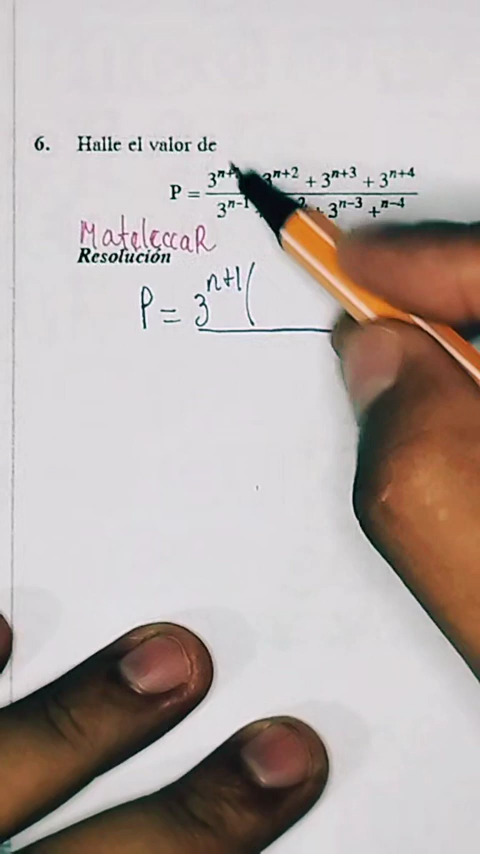 6. Halle el valor de
P = 3^{n+} 3^{n+2} + 3^{n+3} + 3^{n+4}
3^{n-1} + 3^{n-3} +^{n-4}
MateleccaR
Resolución
P = 3^{n+1}(